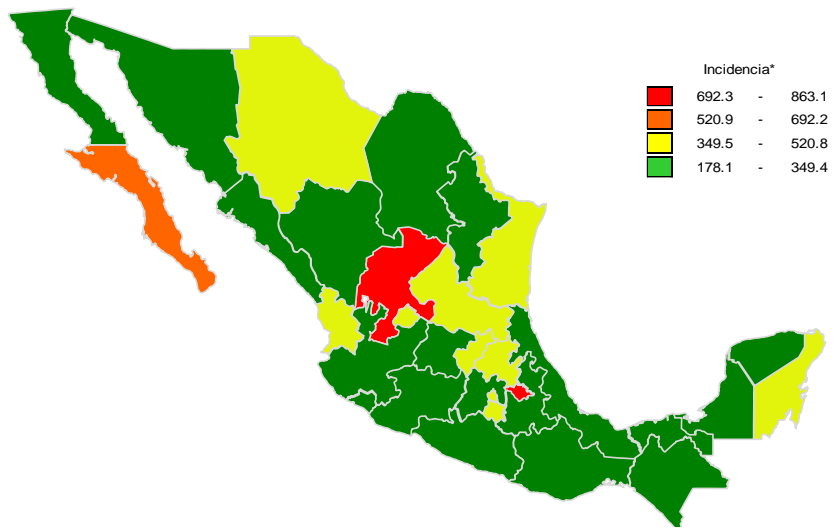 Incidencia*
692.3 - 863.1
520.9 - 692.2
349.5 - 520.8
178.1 - 349.4